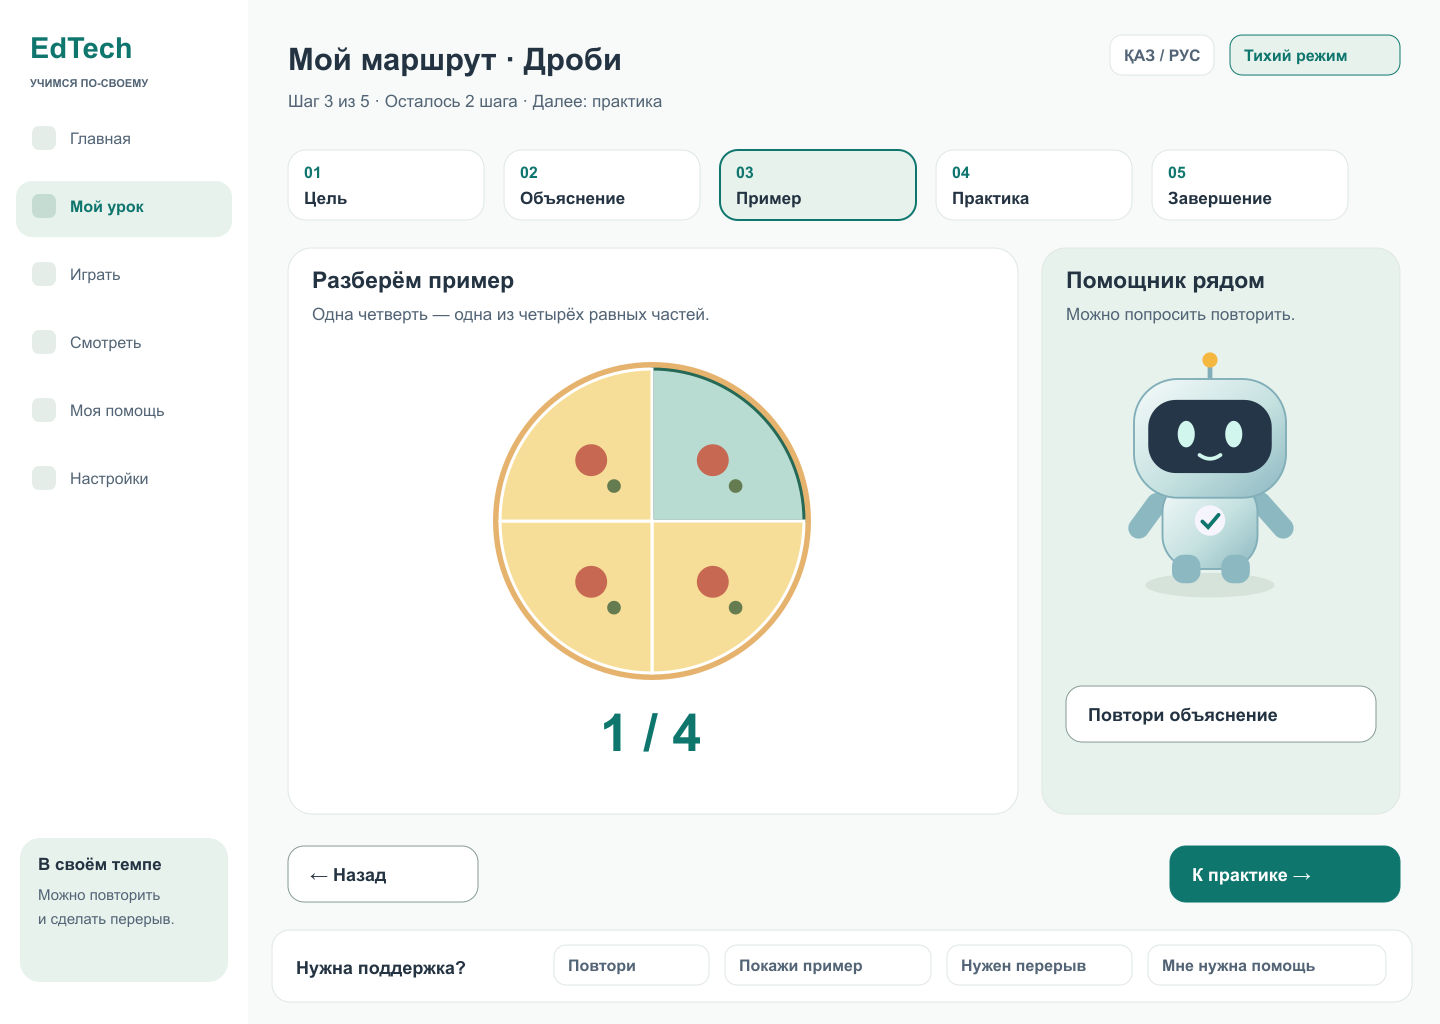 EdTech
УЧИМСЯ ПО-СВОЕМУ
Главная
Мой урок
Играть
Смотреть
Моя помощь
Настройки
В своём темпе
Можно повторить
и сделать перерыв.
Мой маршрут · Дроби
Шаг 3 из 5 · Осталось 2 шага · Далее: практика
ҚАЗ / РУС
Тихий режим
01
Цель
02
Объяснение
03
Пример
04
Практика
05
Завершение
Разберём пример
Одна четверть — одна из четырёх равных частей.
1 / 4
Помощник рядом
Можно попросить повторить.
Повтори объяснение
← Назад
К практике →
Нужна поддержка?
Повтори
Покажи пример
Нужен перерыв
Мне нужна помощь